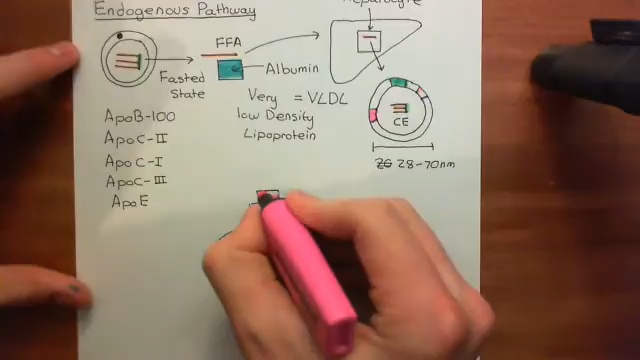 Endogenous Pathway
Hepatocyte
FFA
Albumin
Fasted
State
Very = VLDL
low Density
Lipoprotein
CE
28-70nm
ApoB-100
ApoC-II
ApoC-I
ApoC-III
ApoE